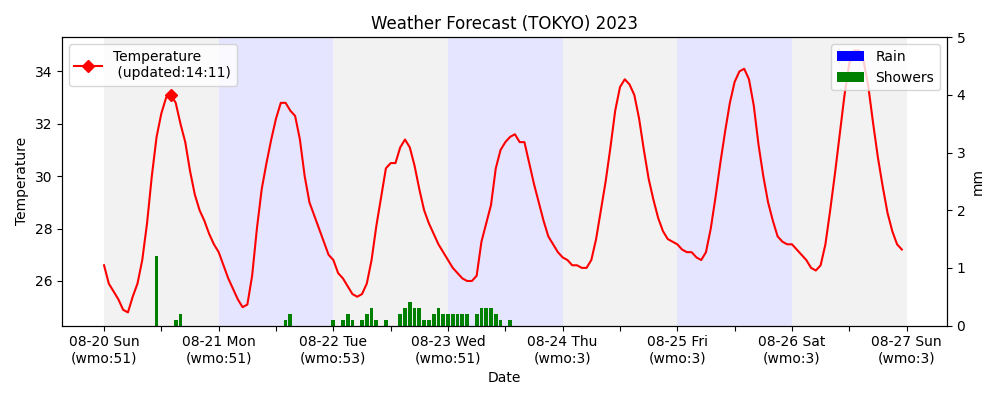 Weather Forecast (TOKYO) 2023
Temperature
(updated:14:11)
Rain
Showers
Temperature
34
32
30
28
26
5
4
3
2
1
0
mm
08-20 Sun
(wmo:51)
08-21 Mon
(wmo:51)
08-22 Tue
(wmo:53)
08-23 Wed
(wmo:51)
08-24 Thu
(wmo:3)
08-25 Fri
(wmo:3)
08-26 Sat
(wmo:3)
08-27 Sun
(wmo:3)
Date